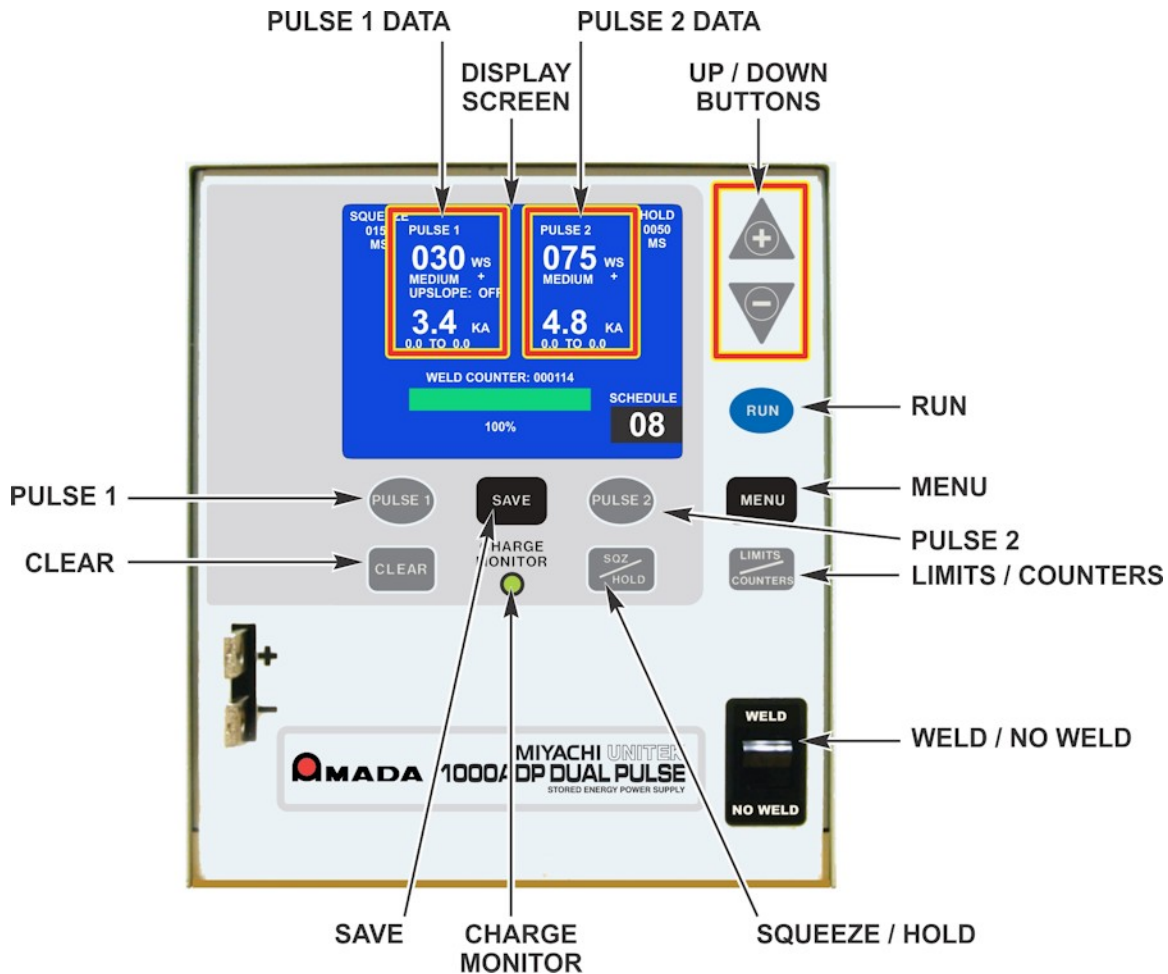 PULSE 1 DATA
PULSE 2 DATA
DISPLAY
SCREEN
UP / DOWN
BUTTONS
HOLD
PULSE 1
PULSE 2
0050
MS
MS
030 WS
075 WS
MEDIUM +
MEDIUM +
UPSLOPE: OFF
3.4 KA
4.8 KA
0.0 TO 0.0
0.0 TO 0.0
WELD COUNTER: 000114
SCHEDULE
08
100%
RUN
RUN
PULSE 1
PULSE 1
SAVE
PULSE 2
MENU
MENU
PULSE 2
CLEAR
CLEAR
CHARGE
MONITOR
SQZ
HOLD
LIMITS
COUNTERS
LIMITS / COUNTERS
+
-
WELD
WELD / NO WELD
NO WELD
AMADA
MIYACHI UNITEK
1000ADP DUAL PULSE
STORED ENERGY POWER SUPPLY
SAVE
CHARGE
MONITOR
SQUEEZE / HOLD